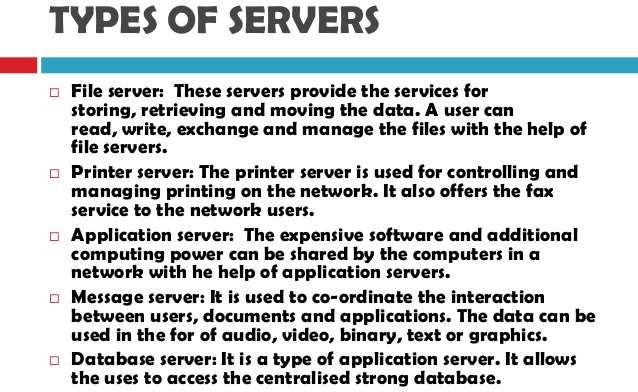 TYPES OF SERVERS
File server:  These servers provide the services for
storing, retrieving and moving the data. A user can
read, write, exchange and manage the files with the help of
file servers.
Printer server: The printer server is used for controlling and
managing printing on the network. It also offers the fax
service to the network users.
Application server:  The expensive software and additional
computing power can be shared by the computers in a
network with he help of application servers.
Message server: It is used to co-ordinate the interaction
between users, documents and applications. The data can be
used in the for of audio, video, binary, text or graphics.
Database server: It is a type of application server. It allows
the uses to access the centralised strong database.